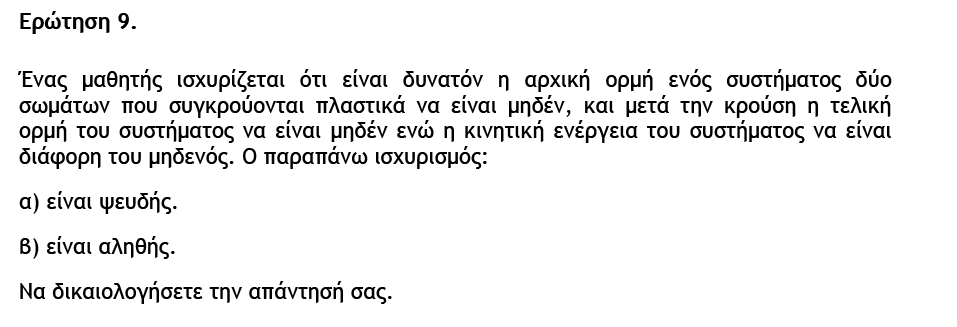 Ερώτηση 9.
Ένας μαθητής ισχυρίζεται ότι είναι δυνατόν η αρχική ορμή ενός συστήματος δύο
σωμάτων που συγκρούονται πλαστικά να είναι μηδέν, και μετά την κρούση η τελική
ορμή του συστήματος να είναι μηδέν ενώ η κινητική ενέργεια του συστήματος να είναι
διάφορη του μηδενός. Ο παραπάνω ισχυρισμός:
α) είναι ψευδής.
β) είναι αληθής.
Να δικαιολογήσετε την απάντησή σας.